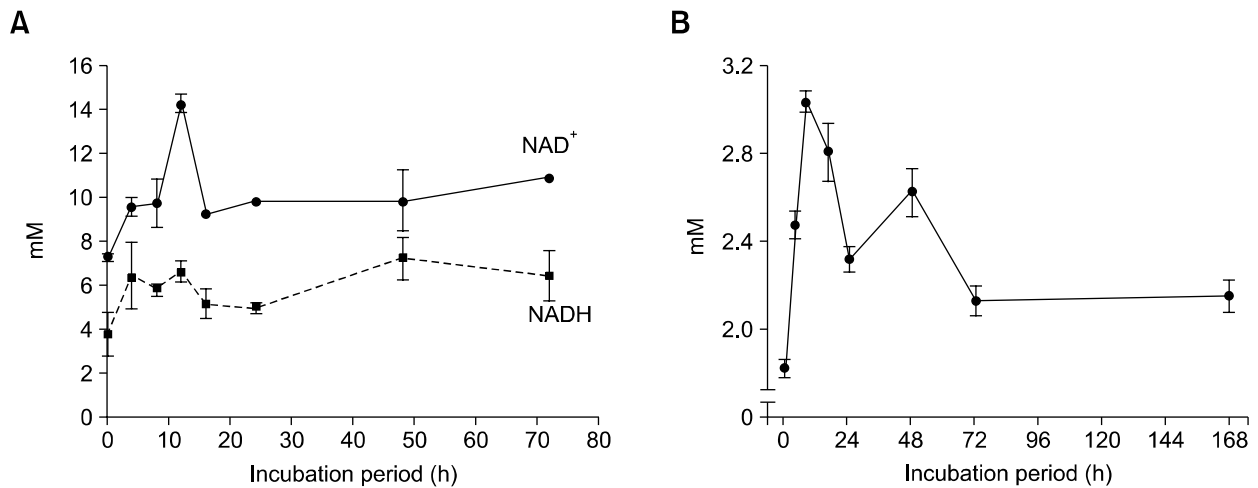 A
16
14
12
10
8
6
4
2
0
mM
NAD+
NADH
0 10 20 30 40 50 60 70 80
Incubation period (h)
B
3.2
2.8
2.4
2.0
0
mM
0 24 48 72 96 120 144 168
Incubation period (h)